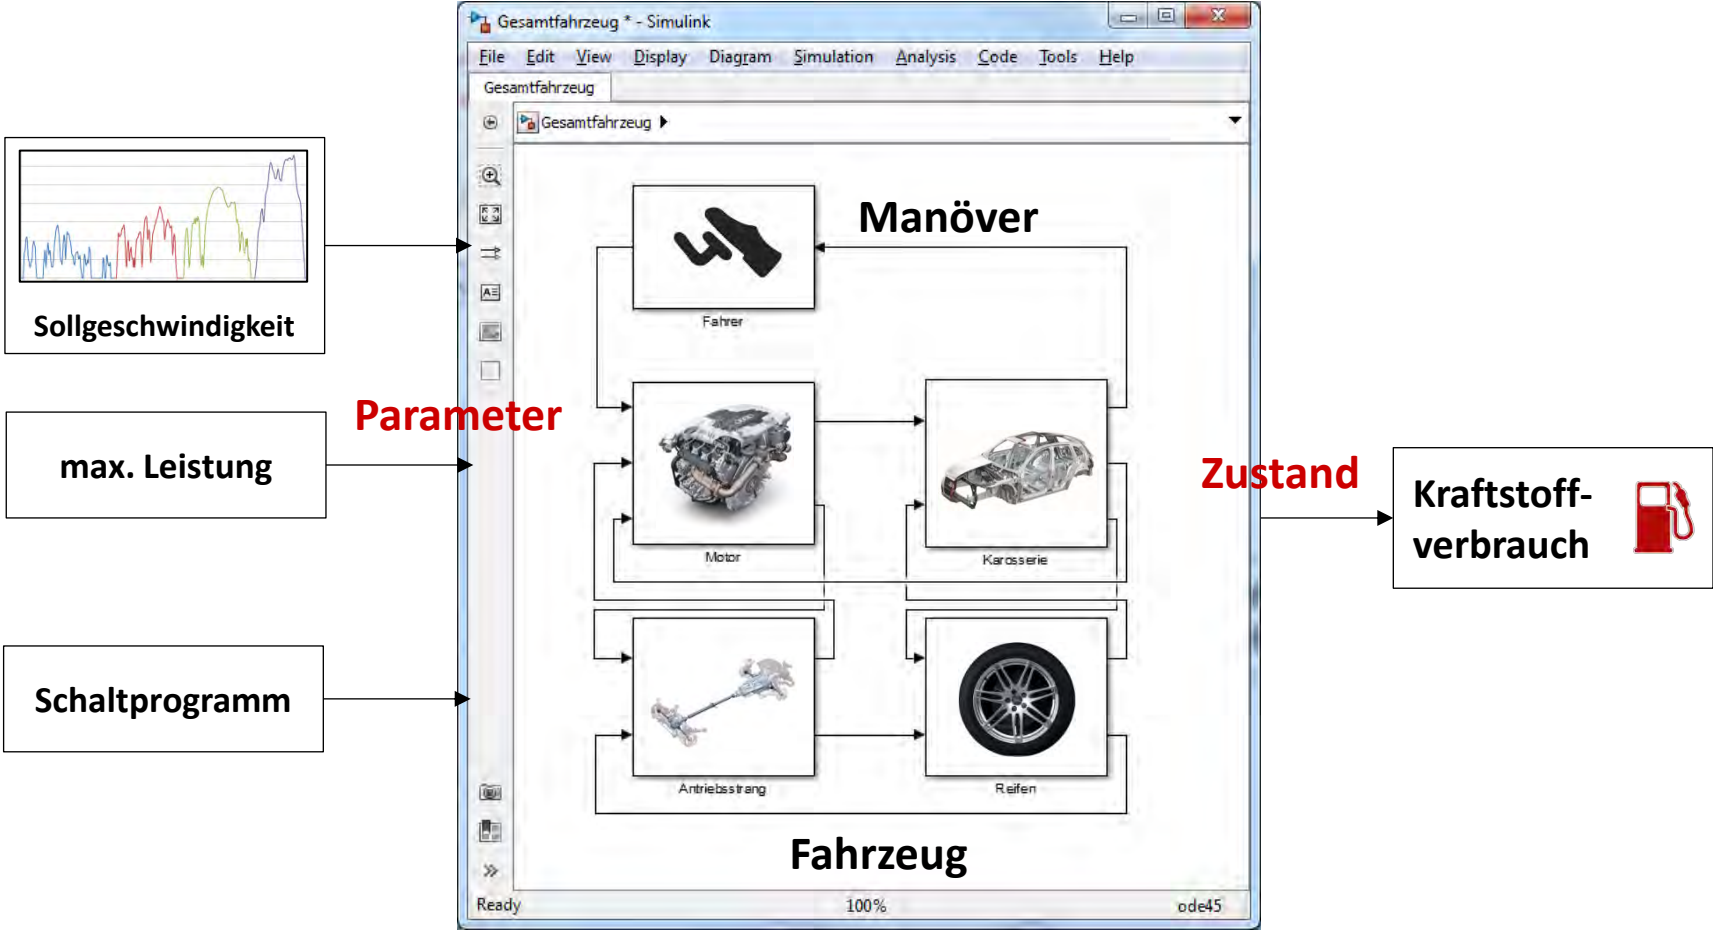 Gesamtfahrzeug * - Simulink
File Edit View Display Diagram Simulation Analysis Code Tools Help
Gesamtfahrzeug
Gesamtfahrzeug
Sollgeschwindigkeit
max. Leistung
Schaltprogramm
Parameter
Manöver
Fahrer
Motor
Karosserie
Antriebsstrang
Reifen
Fahrzeug
Zustand
Kraftstoff-
verbrauch
Ready 100% ode45